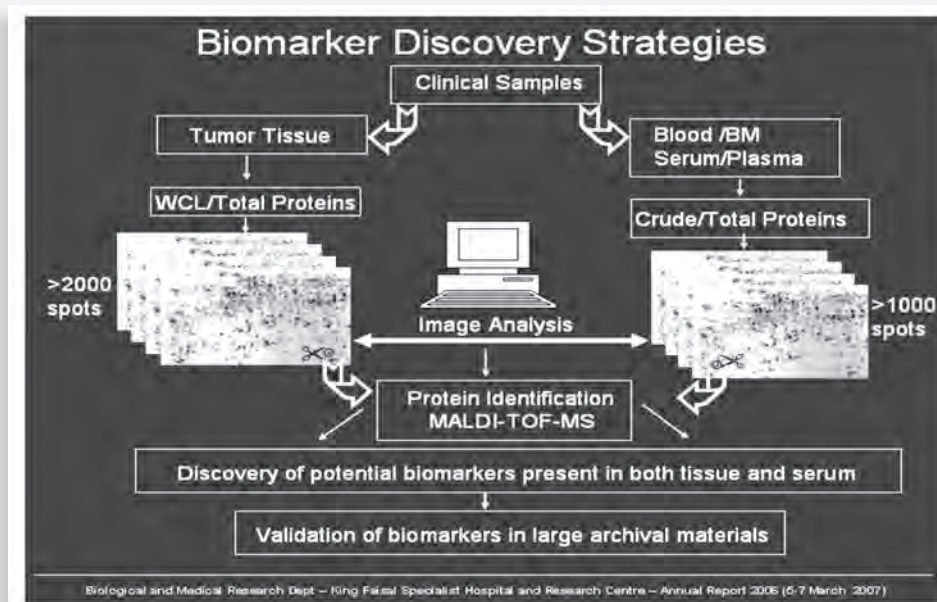 Biomarker Discovery Strategies
Clinical Samples
Tumor Tissue
Blood /BM
Serum/Plasma
WCL/Total Proteins
Crude/Total Proteins
>2000
spots
>1000
spots
Image Analysis
Protein Identification
MALDI-TOF-MS
Discovery of potential biomarkers present in both tissue and serum
Validation of biomarkers in large archival materials
Biological and Medical Research Dept – King Faisal Specialist Hospital and Research Centre – Annual Report 2006 (5-7 March 2007)